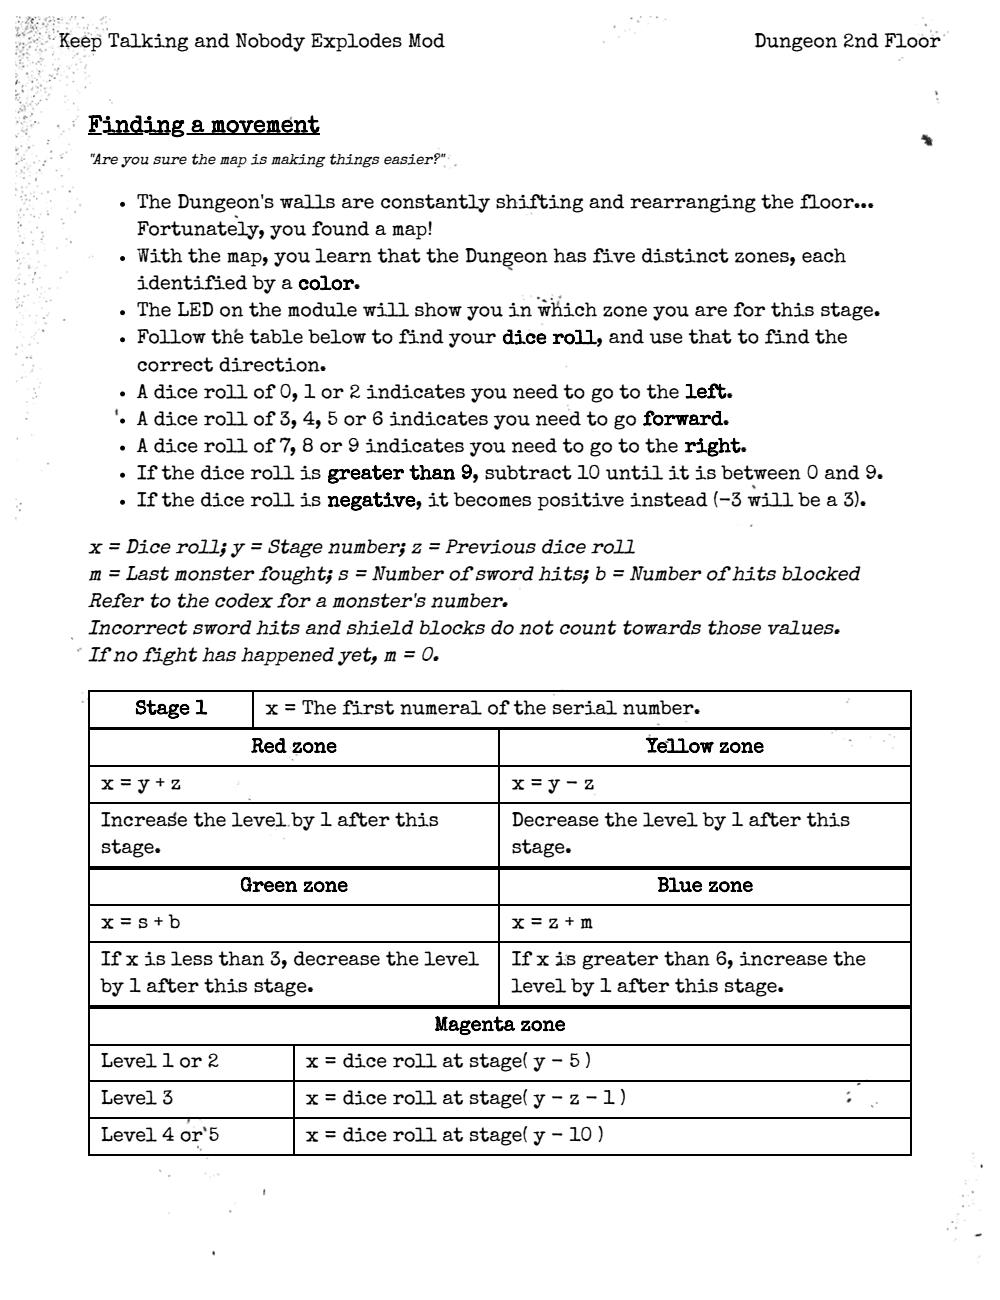 Keep Talking and Nobody Explodes Mod
Dungeon 2nd Floor
Finding a movement
"Are you sure the map is making things easier?"
• The Dungeon's walls are constantly shifting and rearranging the floor...
Fortunately, you found a map!
• With the map, you learn that the Dungeon has five distinct zones, each
identified by a color.
• The LED on the module will show you in which zone you are for this stage.
• Follow the table below to find your dice roll, and use that to find the
correct direction.
• A dice roll of 0, 1 or 2 indicates you need to go to the left.
• A dice roll of 3, 4, 5 or 6 indicates you need to go forward.
• A dice roll of 7, 8 or 9 indicates you need to go to the right.
• If the dice roll is greater than 9, subtract 10 until it is between 0 and 9.
• If the dice roll is negative, it becomes positive instead (-3 will be a 3).
x = Dice roll; y = Stage number; z = Previous dice roll
m = Last monster fought; s = Number of sword hits; b = Number of hits blocked
Refer to the codex for a monster's number.
Incorrect sword hits and shield blocks do not count towards those values.
If no fight has happened yet, m = 0.
Stage 1
x = The first numeral of the serial number.
Red zone
Yellow zone
x = y + z
x = y - z
Increase the level by 1 after this
stage.
Decrease the level by 1 after this
stage.
Green zone
Blue zone
x = s + b
x = z + m
If x is less than 3, decrease the level
by 1 after this stage.
If x is greater than 6, increase the
level by 1 after this stage.
Magenta zone
Level 1 or 2
x = dice roll at stage( y - 5 )
Level 3
x = dice roll at stage( y - z - 1 )
Level 4 or 5
x = dice roll at stage( y - 10 )